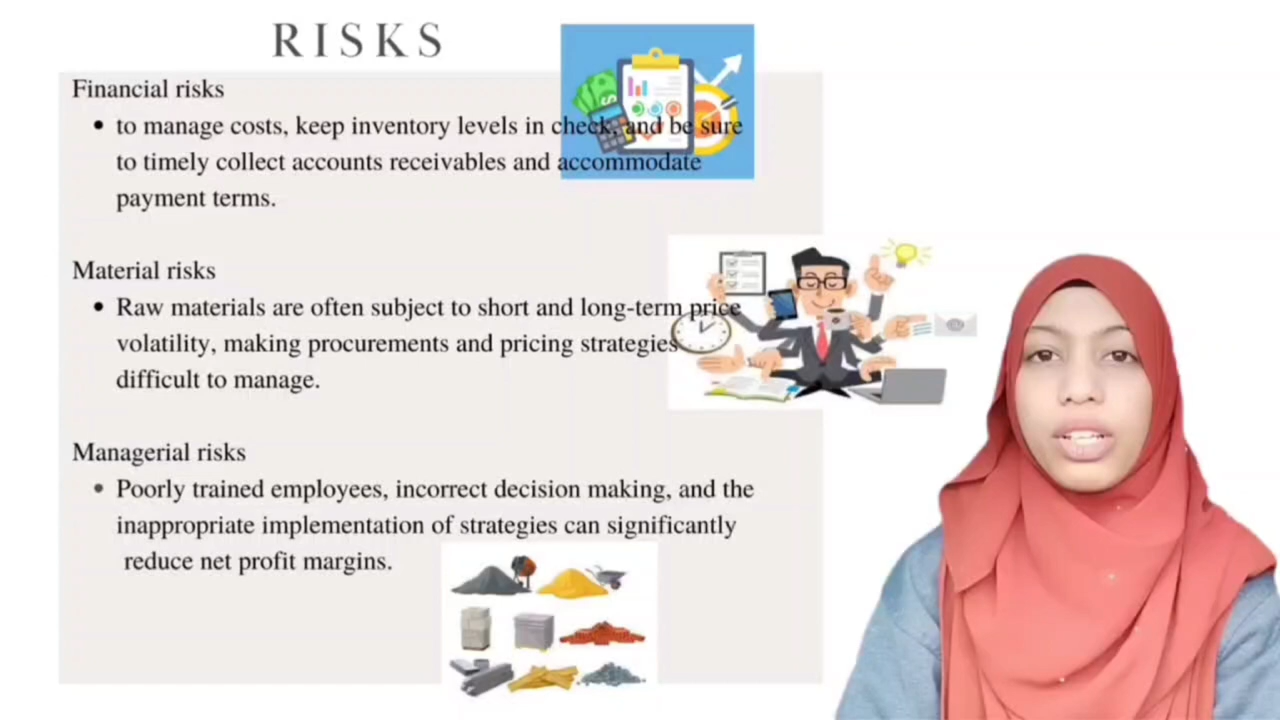 RISKS
Financial risks
• to manage costs, keep inventory levels in check, and be sure
to timely collect accounts receivables and accommodate
payment terms.
Material risks
• Raw materials are often subject to short and long-term price
volatility, making procurements and pricing strategies
difficult to manage.
Managerial risks
• Poorly trained employees, incorrect decision making, and the
inappropriate implementation of strategies can significantly
reduce net profit margins.